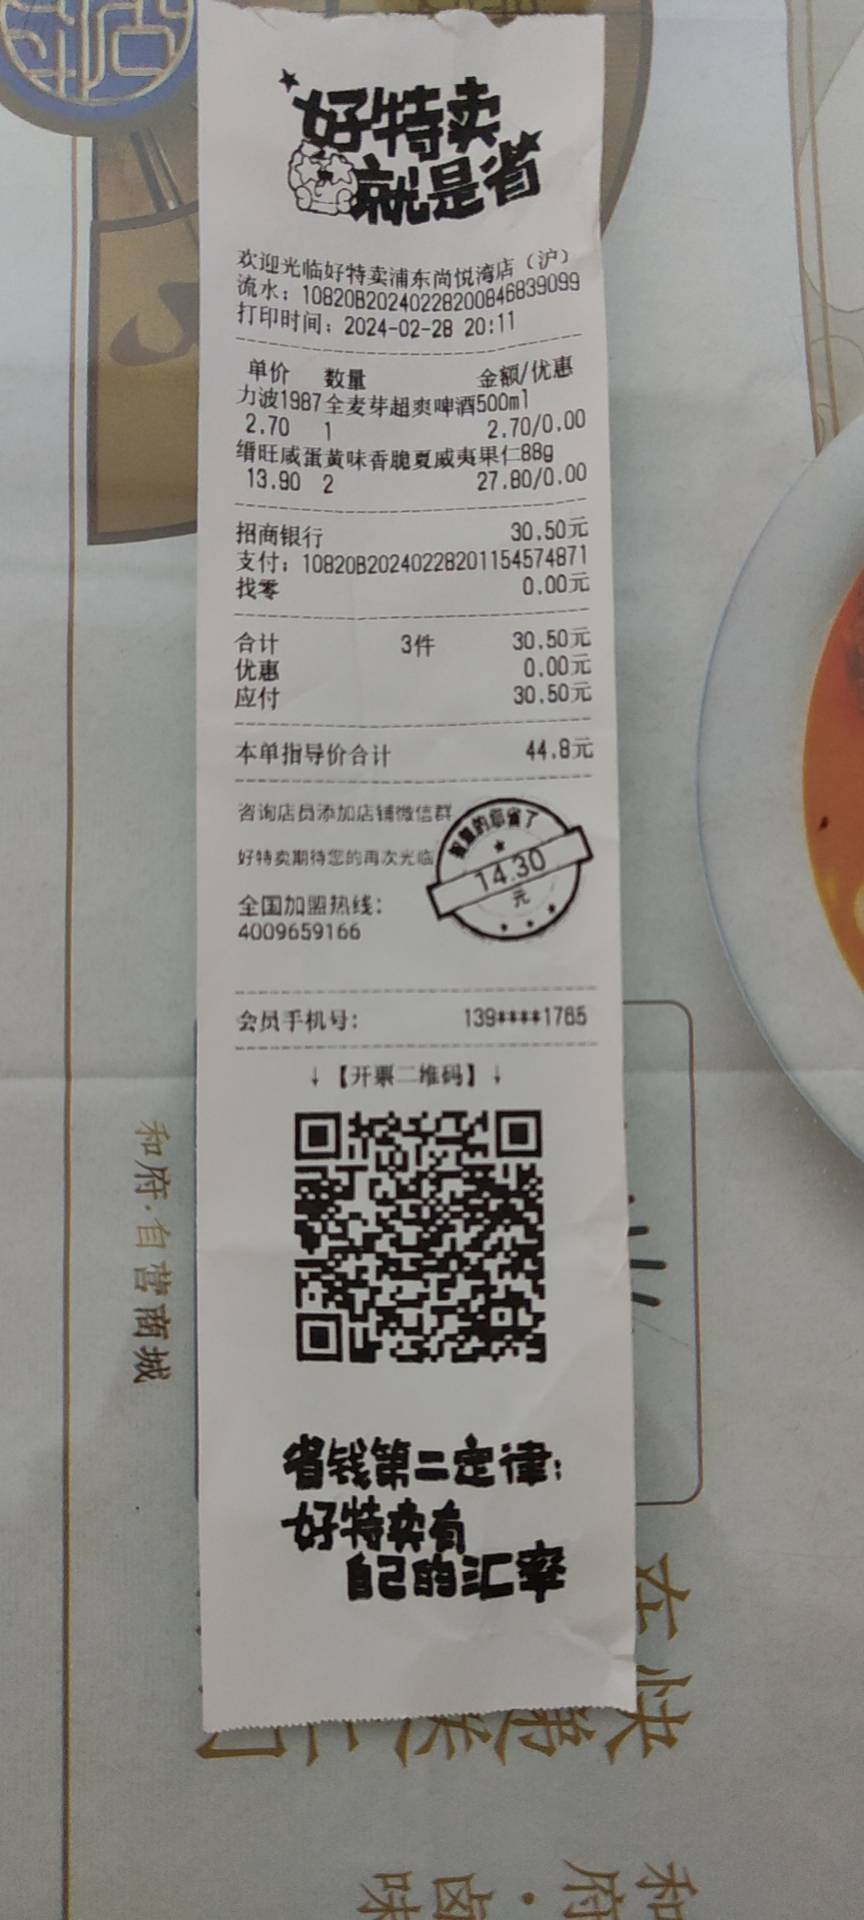 好特卖
就是省
欢迎光临好特卖浦东尚悦湾店（沪）
流水：10820B20240228200846839099
打印时间：2024-02-28 20:11
单价 数量 金额/优惠
力波1987全麦芽超爽啤酒500ml
2.70 1 2.70/0.00
缙旺咸蛋黄味香脆夏威夷果仁88g
13.90 2 27.80/0.00
招商银行 30.50元
支付：10820B20240228201154574871
找零 0.00元
合计 3件 30.50元
优惠 0.00元
应付 30.50元
本单指导价合计 44.8元
咨询店员添加店铺微信群
好特卖期待您的再次光临
的您省了
14.30
元
全国加盟热线：
4009659166
会员手机号： 139****1765
↓【开票二维码】↓
省钱第二定律：
好特卖有
自己的汇率
和府·自营商城
和府·卤味